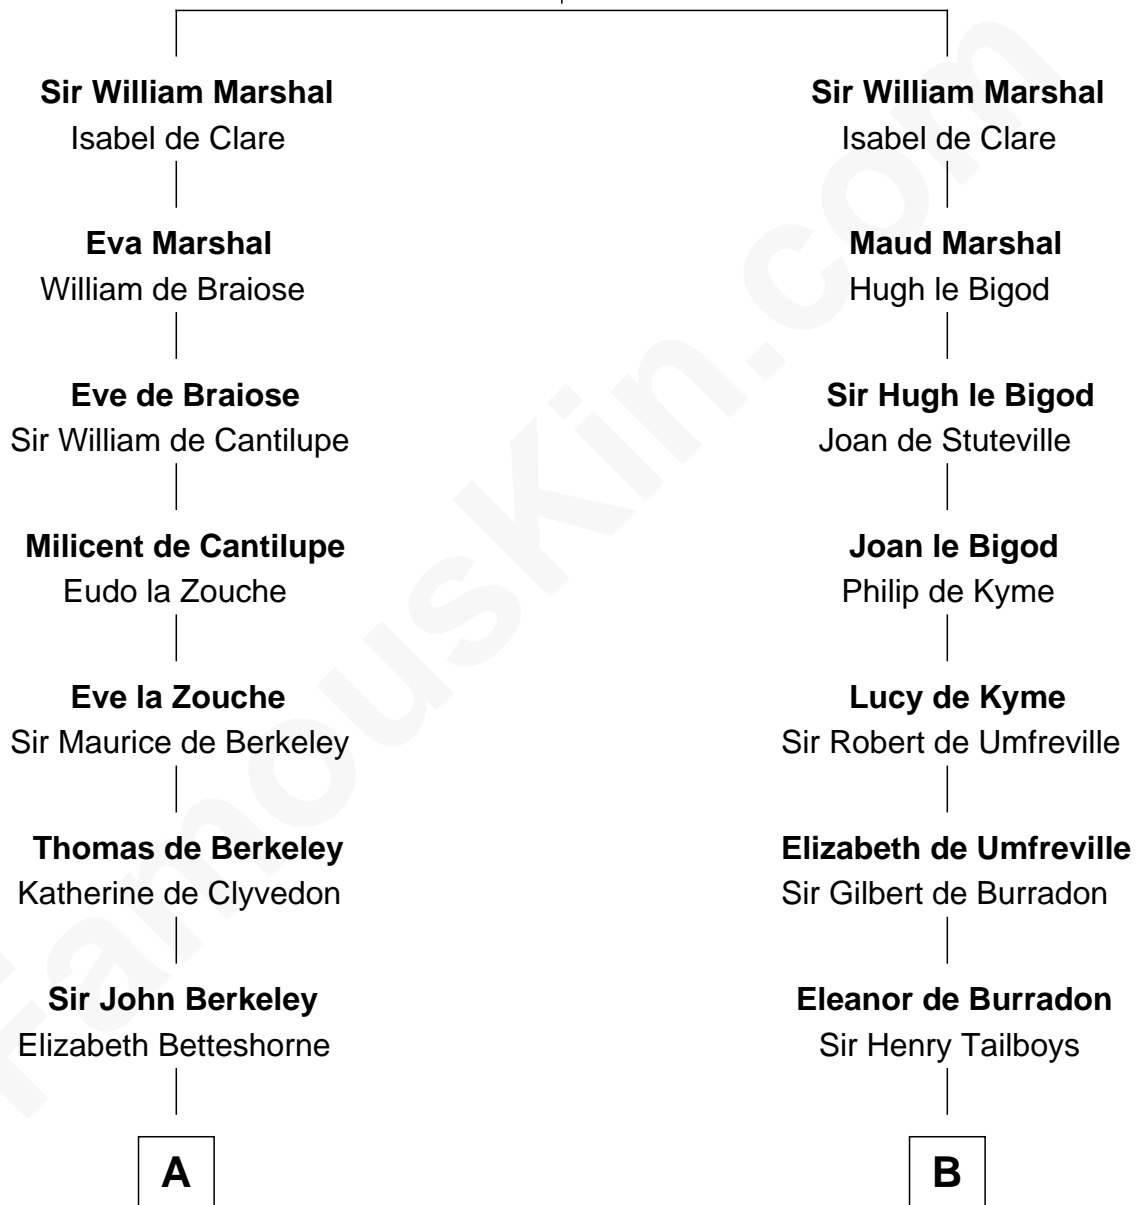 Sir William Marshal
Isabel de Clare
Eva Marshal
William de Braiose
Eve de Braiose
Sir William de Cantilupe
Milicent de Cantilupe
Eudo la Zouche
Eve la Zouche
Sir Maurice de Berkeley
Thomas de Berkeley
Katherine de Clyvedon
Sir John Berkeley
Elizabeth Betteshorne
A
Sir William Marshal
Isabel de Clare
Maud Marshal
Hugh le Bigod
Sir Hugh le Bigod
Joan de Stuteville
Joan le Bigod
Philip de Kyme
Lucy de Kyme
Sir Robert de Umfreville
Elizabeth de Umfreville
Sir Gilbert de Burradon
Eleanor de Burradon
Sir Henry Tailboys
B
FamousKin.com